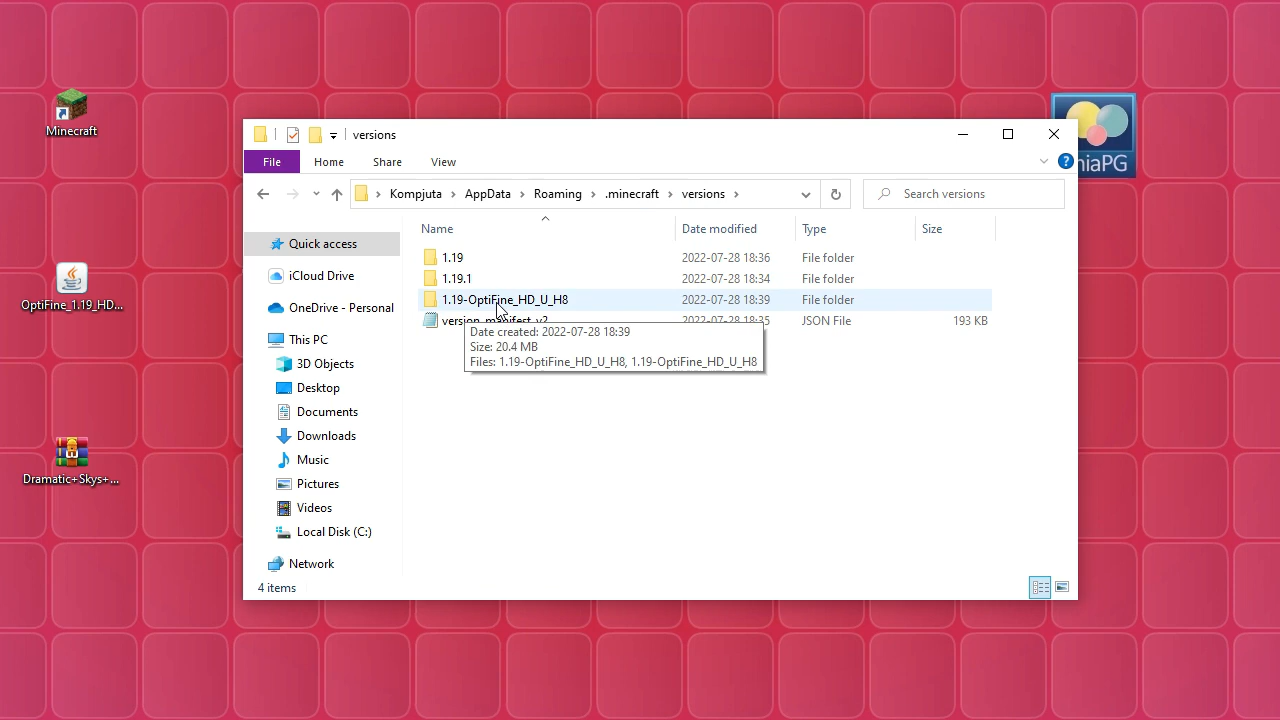 Minecraft
OptiFine_1.19_HD...
Dramatic+Skys+...
niaPG
versions
File
Home
Share
View
Kompjuta
AppData
Roaming
.minecraft
versions
Search versions
Name
Date modified
Type
Size
Quick access
iCloud Drive
OneDrive - Personal
This PC
3D Objects
Desktop
Documents
Downloads
Music
Pictures
Videos
Local Disk (C:)
Network
1.19 2022-07-28 18:36 File folder
1.19.1 2022-07-28 18:34 File folder
1.19-OptiFine_HD_U_H8 2022-07-28 18:39 File folder
version_manifest_v2 2022-07-28 18:35 JSON File 193 KB
Date created: 2022-07-28 18:39
Size: 20.4 MB
Files: 1.19-OptiFine_HD_U_H8, 1.19-OptiFine_HD_U_H8
4 items